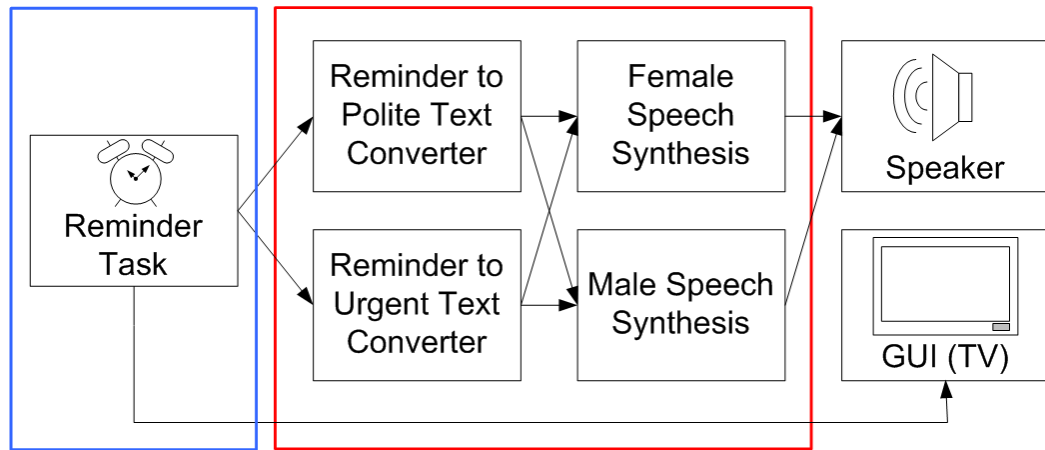 Reminder
Task
Reminder to
Polite Text
Converter
Reminder to
Urgent Text
Converter
Female
Speech
Synthesis
Male Speech
Synthesis
Speaker
GUI (TV)